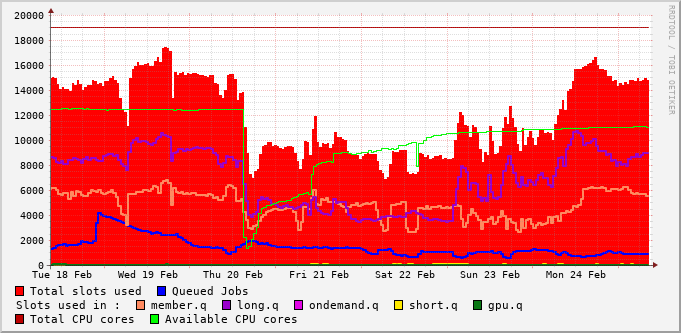 RRDTOOL / TOBI OETIKER
20000
18000
16000
14000
12000
10000
8000
6000
4000
2000
0
Tue 18 Feb Wed 19 Feb Thu 20 Feb Fri 21 Feb Sat 22 Feb Sun 23 Feb Mon 24 Feb
Total slots used Queued Jobs
Slots used in : member.q long.q ondemand.q short.q gpu.q
Total CPU cores Available CPU cores